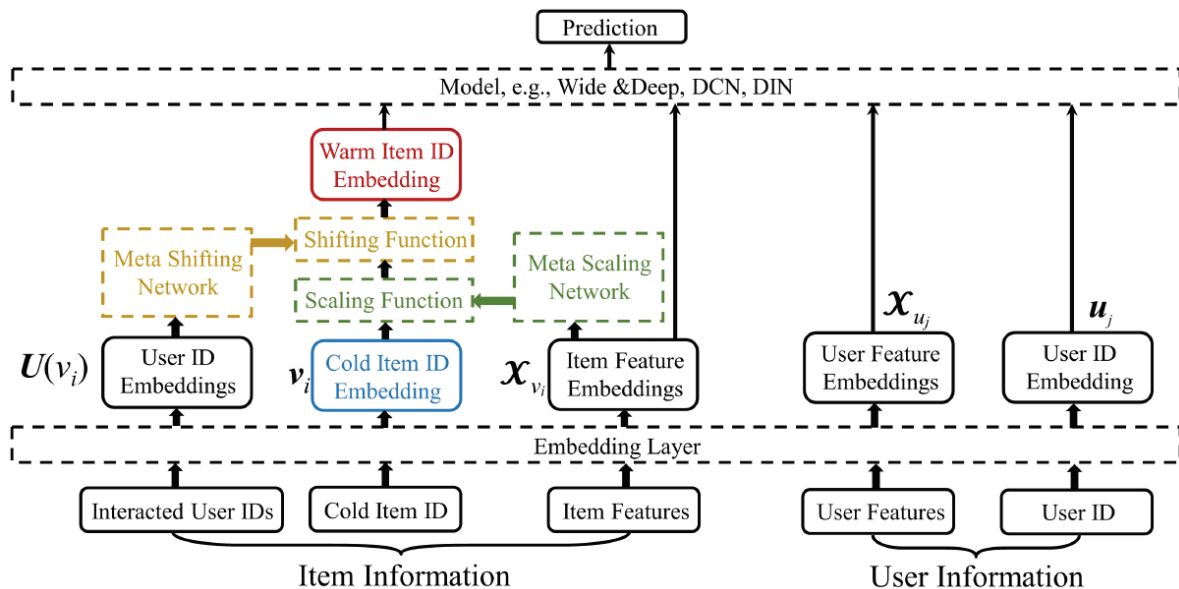 Prediction
Model, e.g., Wide &Deep, DCN, DIN
Warm Item ID
Embedding
Meta Shifting
Network
Shifting Function
Scaling Function
Meta Scaling
Network
U(v_i)
User ID
Embeddings
v_i
Cold Item ID
Embedding
X_{v_i}
Item Feature
Embeddings
X_{u_j}
User Feature
Embeddings
u_j
User ID
Embedding
Embedding Layer
Interacted User IDs
Cold Item ID
Item Features
User Features
User ID
Item Information
User Information